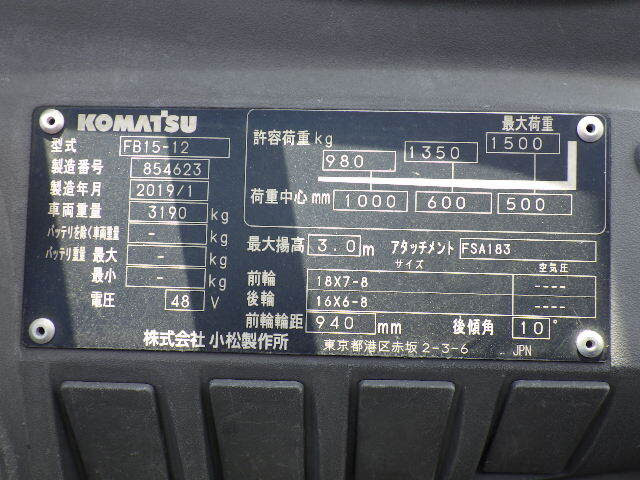 KOMATSU
型式 FB15-12
製造番号 854623
製造年月 2019/1
車両重量 3190 kg
バッテリを除く車両重量 - kg
バッテリ重量 最大 - kg
最小 - kg
電圧 48 V
株式会社 小松製作所
最大荷重
許容荷重 kg 980 1350 1500
荷重中心 mm 1000 600 500
最大揚高 3.0 m アタッチメント FSA183
サイズ 空気圧
前輪 18X7-8 ----
後輪 16X6-8 ----
前輪輪距 940 mm 後傾角 10°
東京都港区赤坂 2-3-6 JPN